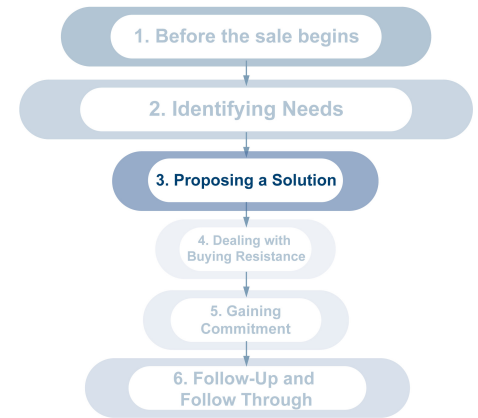 1. Before the sale begins
2. Identifying Needs
3. Proposing a Solution
4. Dealing with
Buying Resistance
5. Gaining
Commitment
6. Follow-Up and
Follow Through